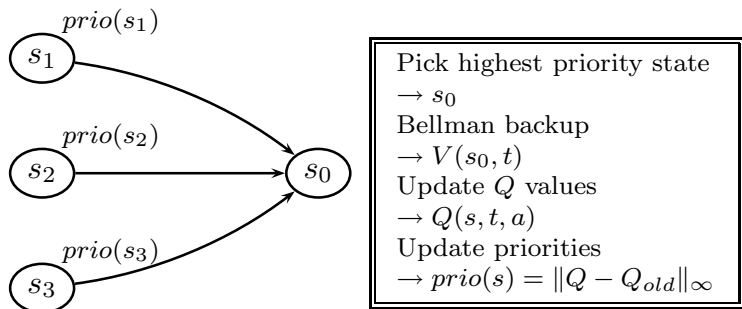 prio(s₁)
s₁
prio(s₂)
s₂
s₀
prio(s₃)
s₃
Pick highest priority state
→ s₀
Bellman backup
→ V(s₀, t)
Update Q values
→ Q(s, t, a)
Update priorities
→ prio(s) = ‖Q − Q_old‖_∞